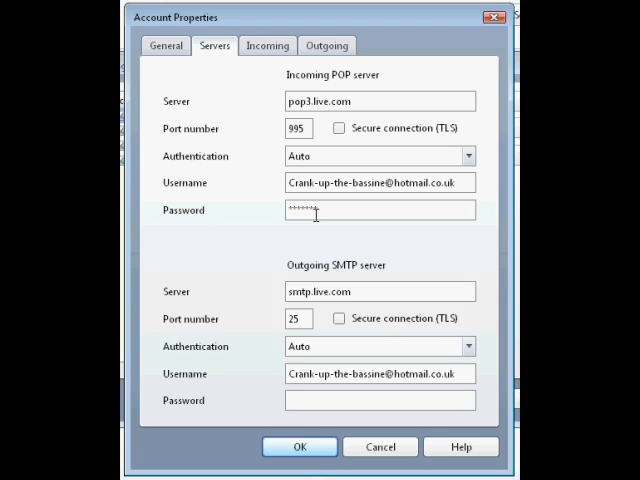 Account Properties
General Servers Incoming Outgoing
Incoming POP server
Server pop3.live.com
Port number 995 Secure connection (TLS)
Authentication Auto
Username Crank-up-the-bassine@hotmail.co.uk
Password ******
Outgoing SMTP server
Server smtp.live.com
Port number 25 Secure connection (TLS)
Authentication Auto
Username Crank-up-the-bassine@hotmail.co.uk
Password
OK Cancel Help